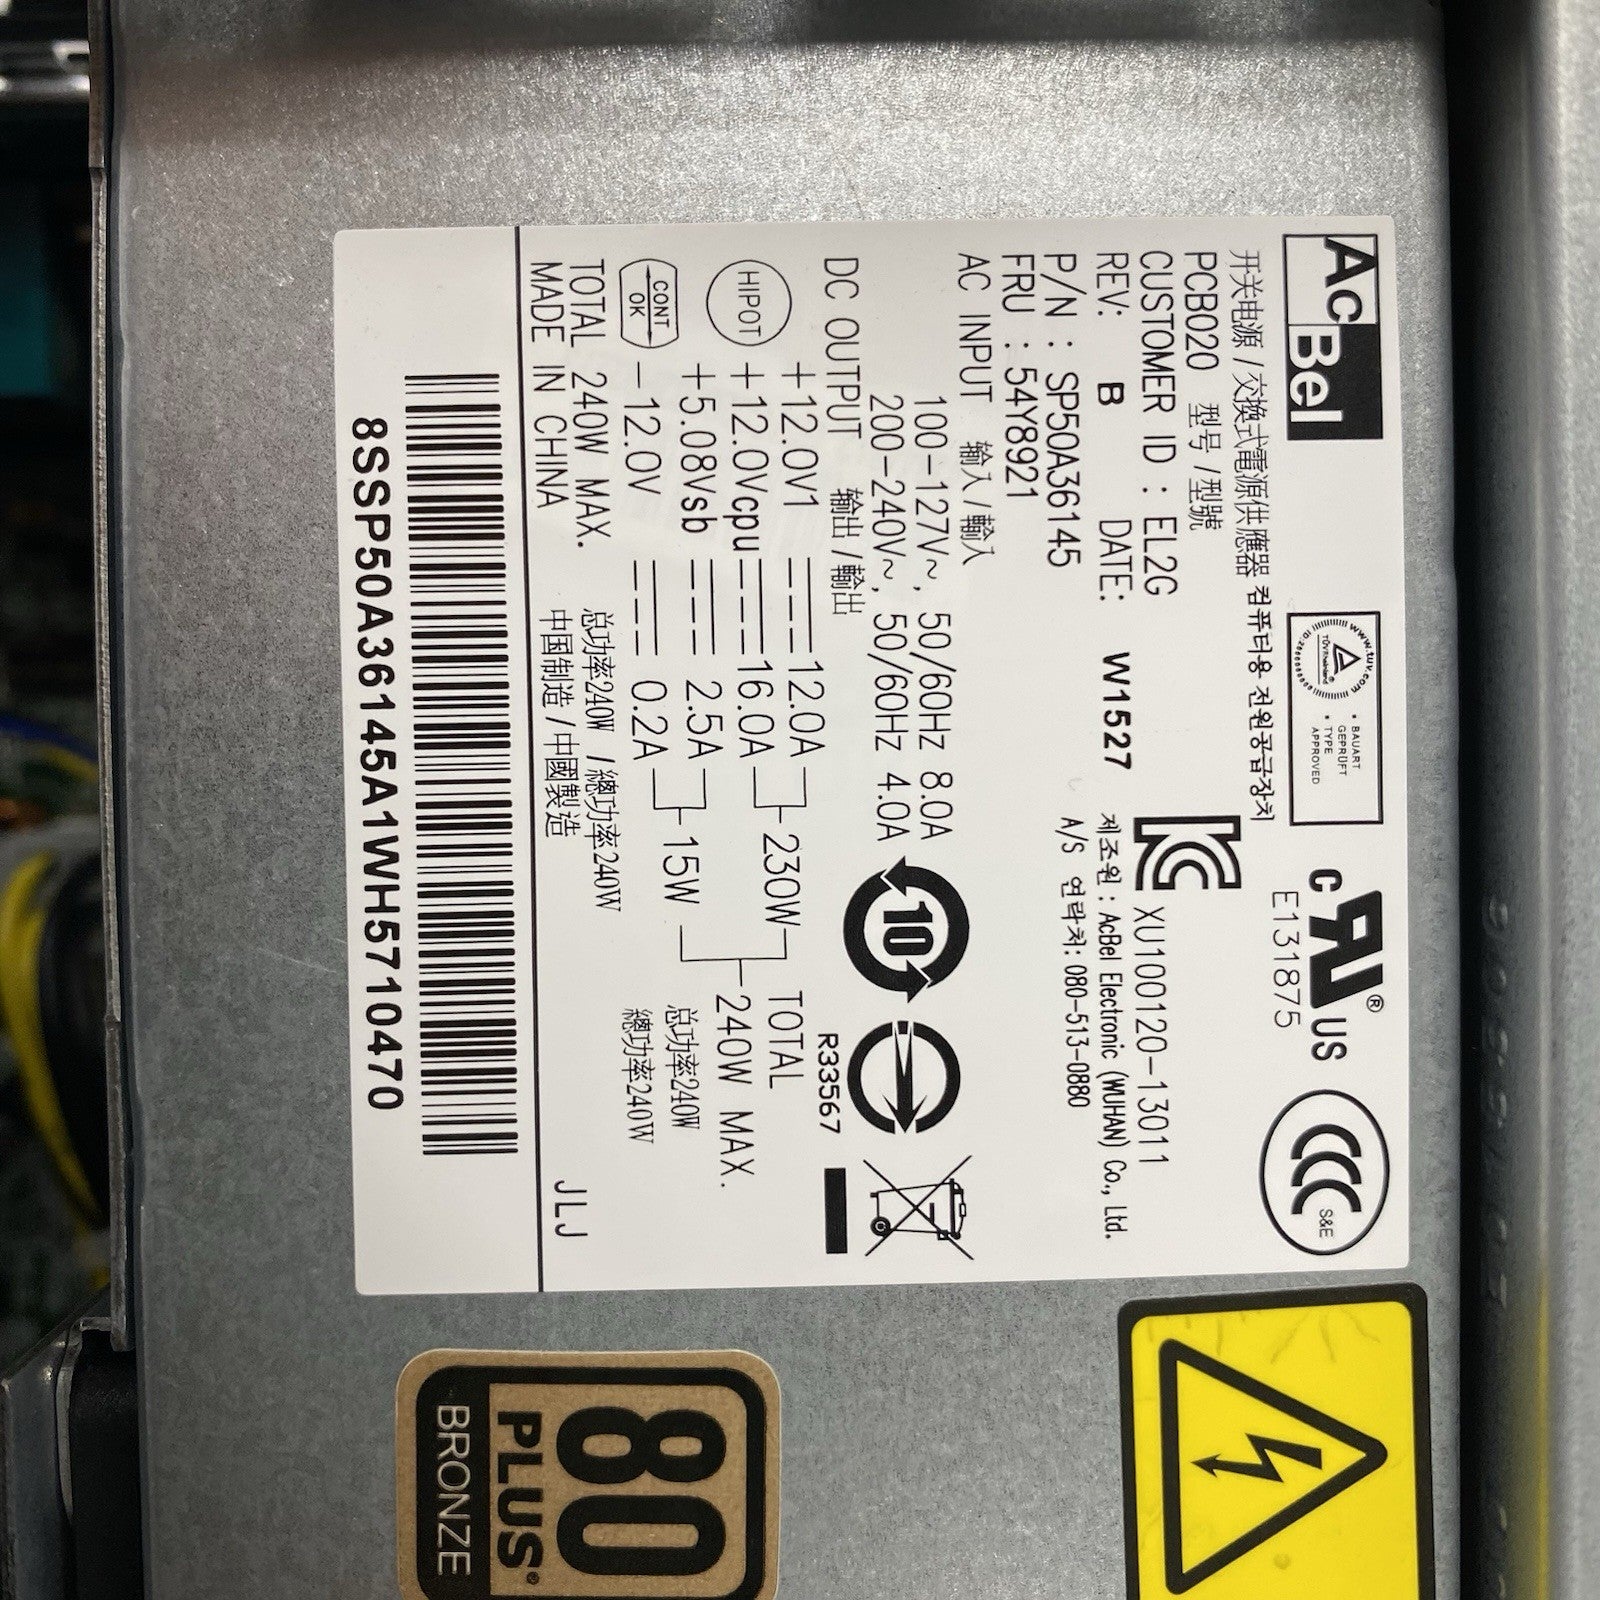 AcBel
www.tuv.com
TÜVRheinland®
• BAUART
GEPRÜFT
• TYPE
APPROVED
c UR® US
E131875
CCC S&E
开关电源 / 交換式電源供應器 컴퓨터용 전원공급장치
PCB020 型号 / 型號
CUSTOMER ID : EL2G
XU100120-13011
REV: B DATE: W1527
제조원 : AcBel Electronic (WUHAN) Co., Ltd.
P/N : SP50A36145
A/S 연락처: 080-513-0880
FRU : 54Y8921
AC INPUT 输入 / 輸入
100-127V~, 50/60Hz 8.0A
200-240V~, 50/60Hz 4.0A
10
DC OUTPUT 输出 / 輸出
R33567
+12.0V1 12.0A
+12.0Vcpu 16.0A
230W
TOTAL
+5.08Vsb 2.5A
-12.0V 0.2A
15W
240W MAX.
HIPOT
CONT
OK
总功率240W
總功率240W
TOTAL 240W MAX. 总功率240W / 總功率240W
MADE IN CHINA 中国制造 / 中國製造
JLJ
8SSP50A36145A1WH5710470
80
PLUS®
BRONZE